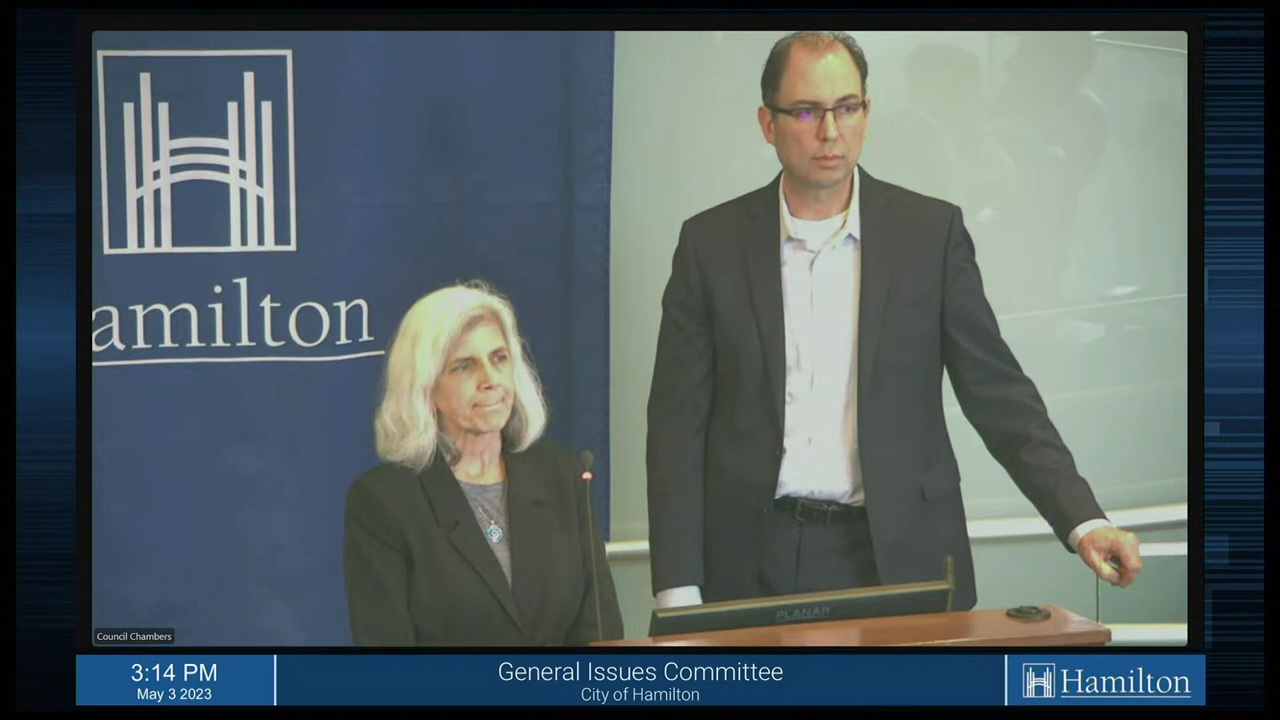 amilton
PLANAR
Council Chambers
3:14 PM
May 3 2023
General Issues Committee
City of Hamilton
Hamilton